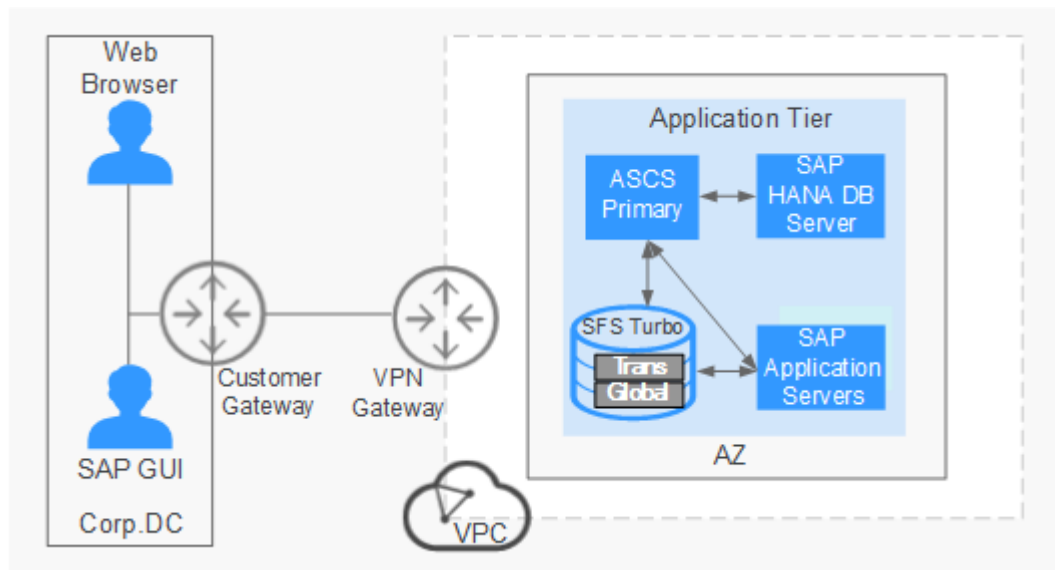 Web
Browser
SAP GUI
Corp.DC
Customer
Gateway
VPN
Gateway
VPC
Application Tier
ASCS
Primary
SAP
HANA DB
Server
SFS Turbo
Trans
Global
SAP
Application
Servers
AZ